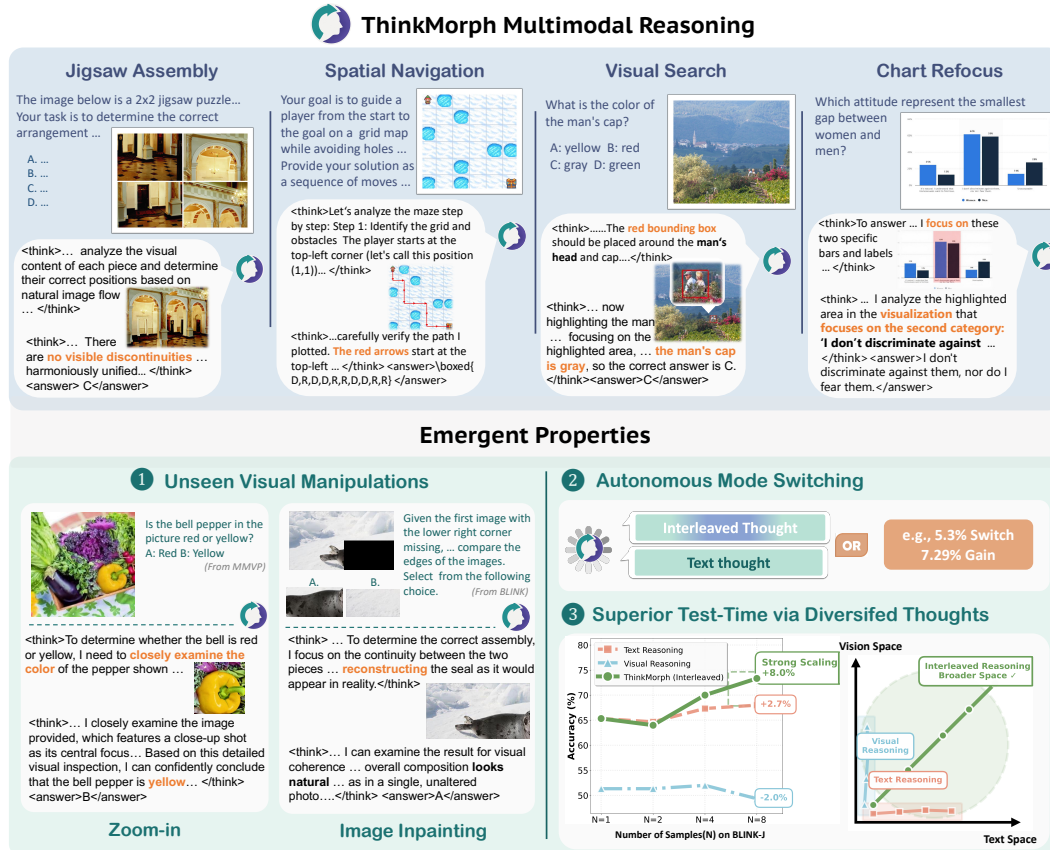 ThinkMorph Multimodal Reasoning
Jigsaw Assembly
The image below is a 2x2 jigsaw puzzle…
Your task is to determine the correct
arrangement …
A. …
B. …
C. …
D. …
<think>… analyze the visual
content of each piece and determine
their correct positions based on
natural image flow
… </think>
<think>… There
are no visible discontinuities …
harmoniously unified… </think>
<answer> C</answer>
Spatial Navigation
Your goal is to guide a
player from the start to
the goal on a grid map
while avoiding holes …
Provide your solution as
a sequence of moves …
<think>Let's analyze the maze step
by step: Step 1: Identify the grid and
obstacles The player starts at the
top-left corner (let's call this position
(1,1))… </think>
<think>…carefully verify the path I
plotted. The red arrows start at the
top-left … </think> <answer>\boxed{
D,R,D,D,R,R,D,D,R,R} </answer>
Visual Search
What is the color of
the man's cap?
A: yellow B: red
C: gray D: green
<think>……The red bounding box
should be placed around the man's
head and cap….</think>
<think>… now
highlighting the man
… focusing on the
highlighted area, … the man's cap
is gray, so the correct answer is C.
</think><answer>C</answer>
Chart Refocus
Which attitude represent the smallest
gap between
women and
men?
<think>To answer … I focus on these
two specific
bars and labels
… </think>
<think> … I analyze the highlighted
area in the visualization that
focuses on the second category:
'I don't discriminate against …
</think> <answer>I don't
discriminate against them, nor do I
fear them.</answer>
Emergent Properties
1 Unseen Visual Manipulations
Is the bell pepper in the
picture red or yellow?
A: Red B: Yellow
(From MMVP)
<think>To determine whether the bell is red
or yellow, I need to closely examine the
color of the pepper shown …
<think>… I closely examine the image
provided, which features a close-up shot
as its central focus… Based on this detailed
visual inspection, I can confidently conclude
that the bell pepper is yellow… </think>
<answer>B</answer>
Zoom-in
Given the first image with
the lower right corner
missing, … compare the
edges of the images.
Select from the following
choice.
(From BLINK)
A. B.
<think> … To determine the correct assembly,
I focus on the continuity between the two
pieces … reconstructing the seal as it would
appear in reality.</think>
<think>… I can examine the result for visual
coherence … overall composition looks
natural … as in a single, unaltered
photo….</think> <answer>A</answer>
Image Inpainting
2 Autonomous Mode Switching
Interleaved Thought
Text thought
OR
e.g., 5.3% Switch
7.29% Gain
3 Superior Test-Time via Diversifed Thoughts
Text Reasoning
Visual Reasoning
ThinkMorph (Interleaved)
Strong Scaling
+8.0%
+2.7%
-2.0%
Accuracy (%)
80
75
70
65
60
55
50
N=1 N=2 N=4 N=8
Number of Samples(N) on BLINK-J
Vision Space
Interleaved Reasoning
Broader Space ✓
Visual
Reasoning
Text Reasoning
Text Space